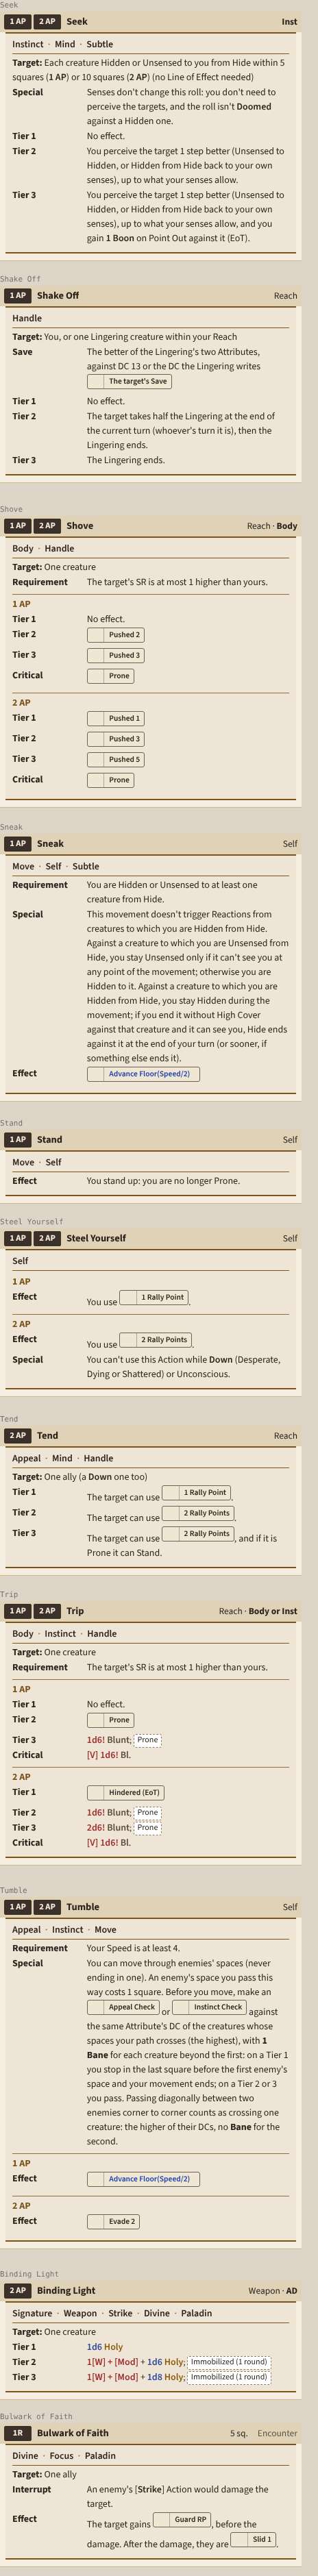 Seek
1 AP 2 AP Seek Inst
Instinct · Mind · Subtle
Target: Each creature Hidden or Unsensed to you from Hide within 5
squares (1 AP) or 10 squares (2 AP) (no Line of Effect needed)
Special Senses don't change this roll: you don't need to
perceive the targets, and the roll isn't Doomed
against a Hidden one.
Tier 1 No effect.
Tier 2 You perceive the target 1 step better (Unsensed to
Hidden, or Hidden from Hide back to your own
senses), up to what your senses allow.
Tier 3 You perceive the target 1 step better (Unsensed to
Hidden, or Hidden from Hide back to your own
senses), up to what your senses allow, and you
gain 1 Boon on Point Out against it (EoT).
Shake Off
1 AP Shake Off Reach
Handle
Target: You, or one Lingering creature within your Reach
Save The better of the Lingering's two Attributes,
against DC 13 or the DC the Lingering writes
The target's Save
Tier 1 No effect.
Tier 2 The target takes half the Lingering at the end of
the current turn (whoever's turn it is), then the
Lingering ends.
Tier 3 The Lingering ends.
Shove
1 AP 2 AP Shove Reach · Body
Body · Handle
Target: One creature
Requirement The target's SR is at most 1 higher than yours.
1 AP
Tier 1 No effect.
Tier 2 Pushed 2
Tier 3 Pushed 3
Critical Prone
2 AP
Tier 1 Pushed 1
Tier 2 Pushed 3
Tier 3 Pushed 5
Critical Prone
Sneak
1 AP Sneak Self
Move · Self · Subtle
Requirement You are Hidden or Unsensed to at least one
creature from Hide.
Special This movement doesn't trigger Reactions from
creatures to which you are Hidden from Hide.
Against a creature to which you are Unsensed from
Hide, you stay Unsensed only if it can't see you at
any point of the movement; otherwise you are
Hidden to it. Against a creature to which you are
Hidden from Hide, you stay Hidden during the
movement; if you end it without High Cover
against that creature and it can see you, Hide ends
against it at the end of your turn (or sooner, if
something else ends it).
Effect Advance Floor(Speed/2)
Stand
1 AP Stand Self
Move · Self
Effect You stand up: you are no longer Prone.
Steel Yourself
1 AP 2 AP Steel Yourself Self
Self
1 AP
Effect You use 1 Rally Point.
2 AP
Effect You use 2 Rally Points.
Special You can't use this Action while Down (Desperate,
Dying or Shattered) or Unconscious.
Tend
2 AP Tend Reach
Appeal · Mind · Handle
Target: One ally (a Down one too)
Tier 1 The target can use 1 Rally Point.
Tier 2 The target can use 2 Rally Points.
Tier 3 The target can use 2 Rally Points, and if it is
Prone it can Stand.
Trip
1 AP 2 AP Trip Reach · Body or Inst
Body · Instinct · Handle
Target: One creature
Requirement The target's SR is at most 1 higher than yours.
1 AP
Tier 1 No effect.
Tier 2 Prone
Tier 3 1d6! Blunt; Prone
Critical [V] 1d6! Bl.
2 AP
Tier 1 Hindered (EoT)
Tier 2 1d6! Blunt; Prone
Tier 3 2d6! Blunt; Prone
Critical [V] 1d6! Bl.
Tumble
1 AP 2 AP Tumble Self
Appeal · Instinct · Move
Requirement Your Speed is at least 4.
Special You can move through enemies' spaces (never
ending in one). An enemy's space you pass this
way costs 1 square. Before you move, make an
Appeal Check or Instinct Check against
the same Attribute's DC of the creatures whose
spaces your path crosses (the highest), with 1
Bane for each creature beyond the first: on a Tier 1
you stop in the last square before the first enemy's
space and your movement ends; on a Tier 2 or 3
you pass. Passing diagonally between two
enemies corner to corner counts as crossing one
creature: the higher of their DCs, no Bane for the
second.
1 AP
Effect Advance Floor(Speed/2)
2 AP
Effect Evade 2
Binding Light
2 AP Binding Light Weapon · AD
Signature · Weapon · Strike · Divine · Paladin
Target: One creature
Tier 1 1d6 Holy
Tier 2 1[W] + [Mod] + 1d6 Holy; Immobilized (1 round)
Tier 3 1[W] + [Mod] + 1d8 Holy; Immobilized (1 round)
Bulwark of Faith
1R Bulwark of Faith 5 sq. Encounter
Divine · Focus · Paladin
Target: One ally
Interrupt An enemy's [Strike] Action would damage the
target.
Effect The target gains Guard RP, before the
damage. After the damage, they are Slid 1.